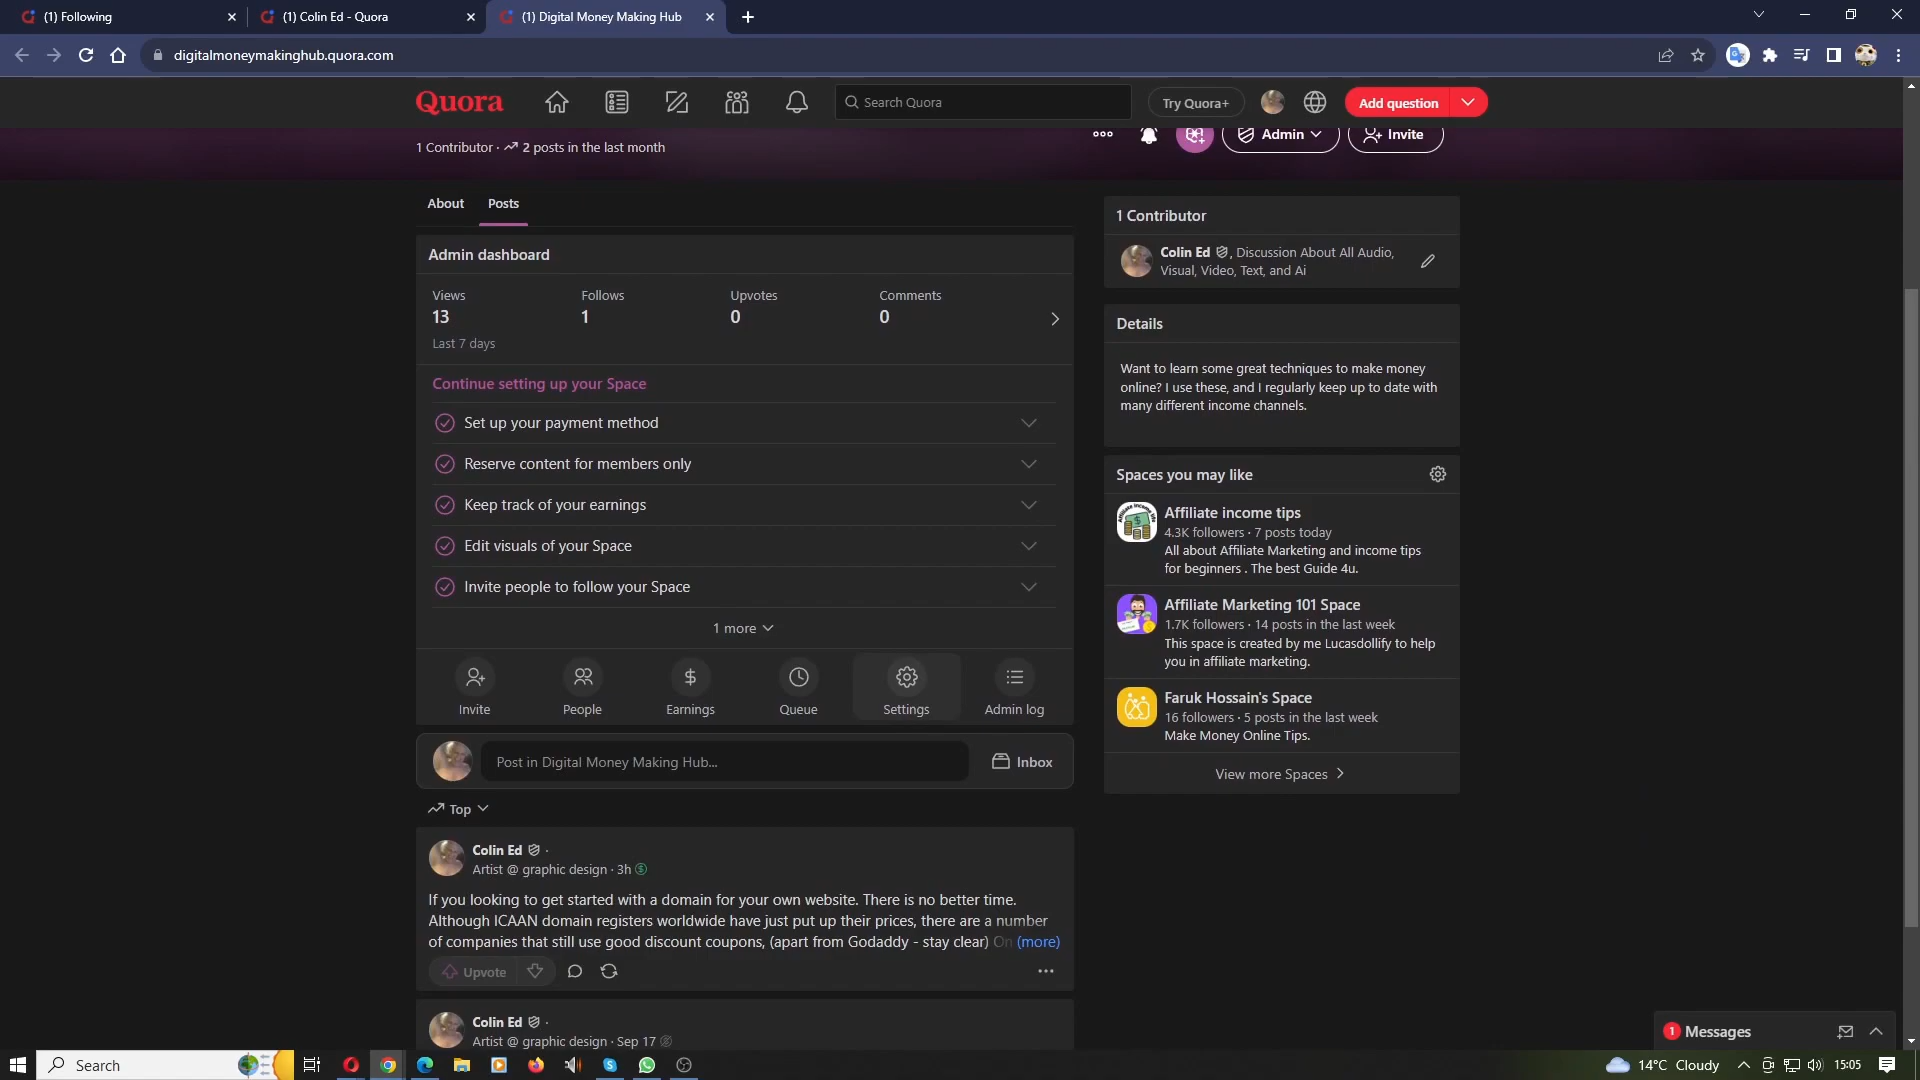 (1) Following
(1) Colin Ed - Quora
(1) Digital Money Making Hub
digitalmoneymakinghub.quora.com
Quora
Search Quora
Try Quora+
Add question
1 Contributor · 2 posts in the last month
Admin
Invite
About
Posts
Admin dashboard
Views
Follows
Upvotes
Comments
13
1
0
0
Last 7 days
Continue setting up your Space
Set up your payment method
Reserve content for members only
Keep track of your earnings
Edit visuals of your Space
Invite people to follow your Space
1 more
Invite
People
Earnings
Queue
Settings
Admin log
Post in Digital Money Making Hub...
Inbox
Top
Colin Ed ·
Artist @ graphic design · 3h
If you looking to get started with a domain for your own website. There is no better time.
Although ICAAN domain registers worldwide have just put up their prices, there are a number
of companies that still use good discount coupons, (apart from Godaddy - stay clear) On (more)
Upvote
Colin Ed ·
Artist @ graphic design · Sep 17
1 Contributor
Colin Ed , Discussion About All Audio,
Visual, Video, Text, and Ai
Details
Want to learn some great techniques to make money
online? I use these, and I regularly keep up to date with
many different income channels.
Spaces you may like
Affiliate income tips
4.3K followers · 7 posts today
All about Affiliate Marketing and income tips
for beginners . The best Guide 4u.
Affiliate Marketing 101 Space
1.7K followers · 14 posts in the last week
This space is created by me Lucasdollify to help
you in affiliate marketing.
Faruk Hossain's Space
16 followers · 5 posts in the last week
Make Money Online Tips.
View more Spaces
1 Messages
Search
14°C Cloudy
15:05